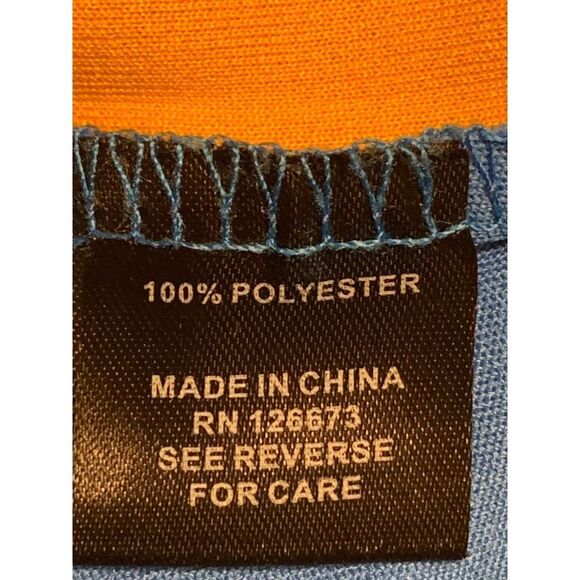 100% POLYESTER
MADE IN CHINA
RN 126673
SEE REVERSE
FOR CARE